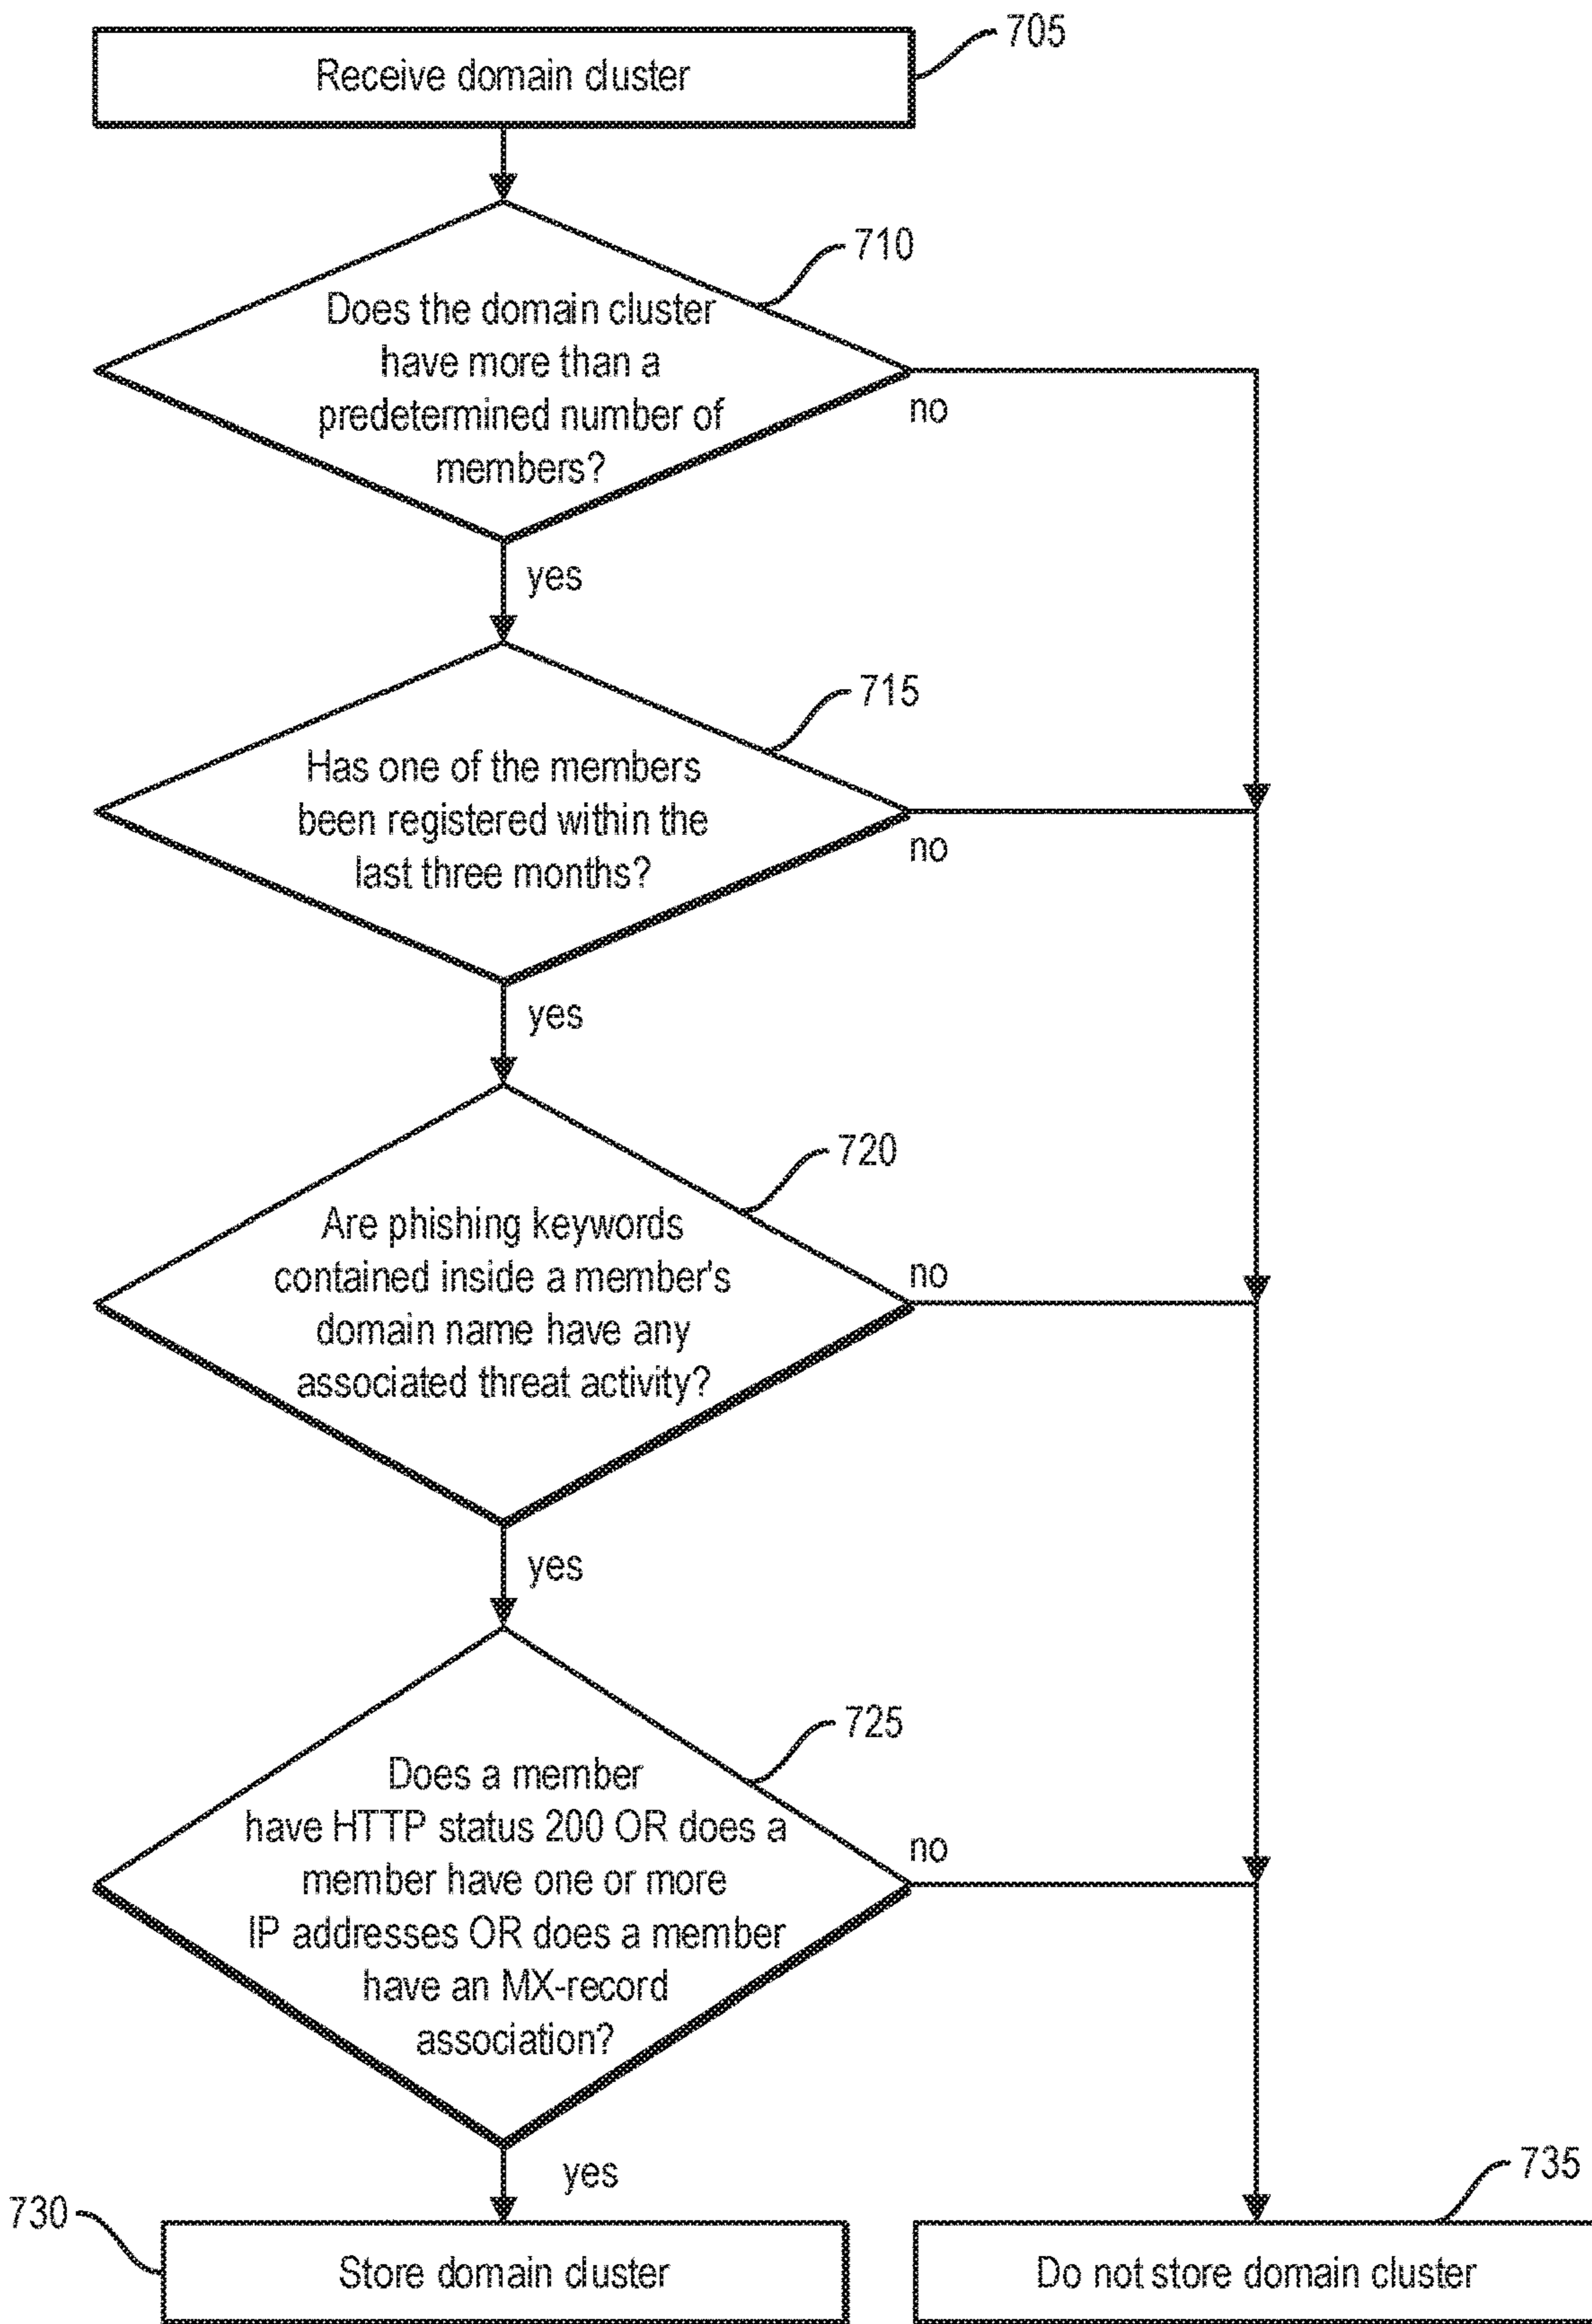 705
Receive domain cluster
710
Does the domain cluster
have more than a
predetermined number of
members?
no
yes
715
Has one of the members
been registered within the
last three months?
no
yes
720
Are phishing keywords
contained inside a member's
domain name have any
associated threat activity?
no
yes
725
Does a member
have HTTP status 200 OR does a
member have one or more
IP addresses OR does a member
have an MX-record
association?
no
yes
730
Store domain cluster
735
Do not store domain cluster